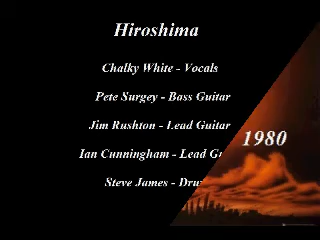 Hiroshima
Chalky White - Vocals
Pete Surgey - Bass Guitar
Jim Rushton - Lead Guitar
1980
Ian Cunningham - Lead
Steve James -